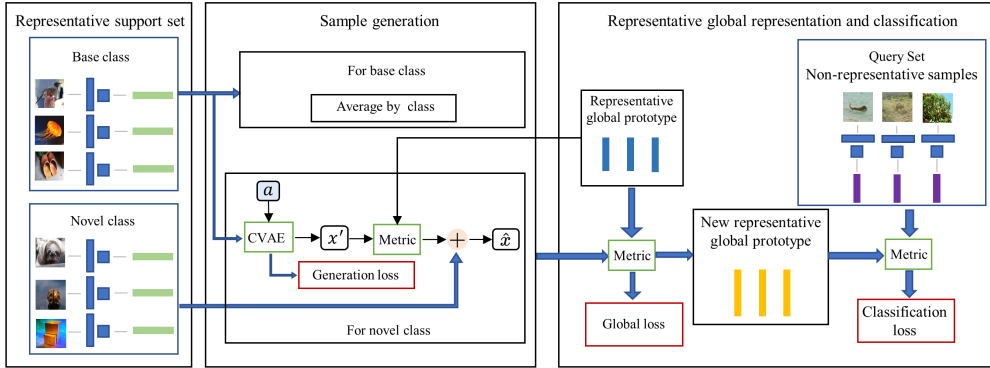 Representative support set
Base class
Novel class
Sample generation
For base class
Average by class
a
CVAE
x′
Metric
+
x̂
Generation loss
For novel class
Representative global representation and classification
Representative
global prototype
Metric
Global loss
New representative
global prototype
Query Set
Non-representative samples
Metric
Classification
loss